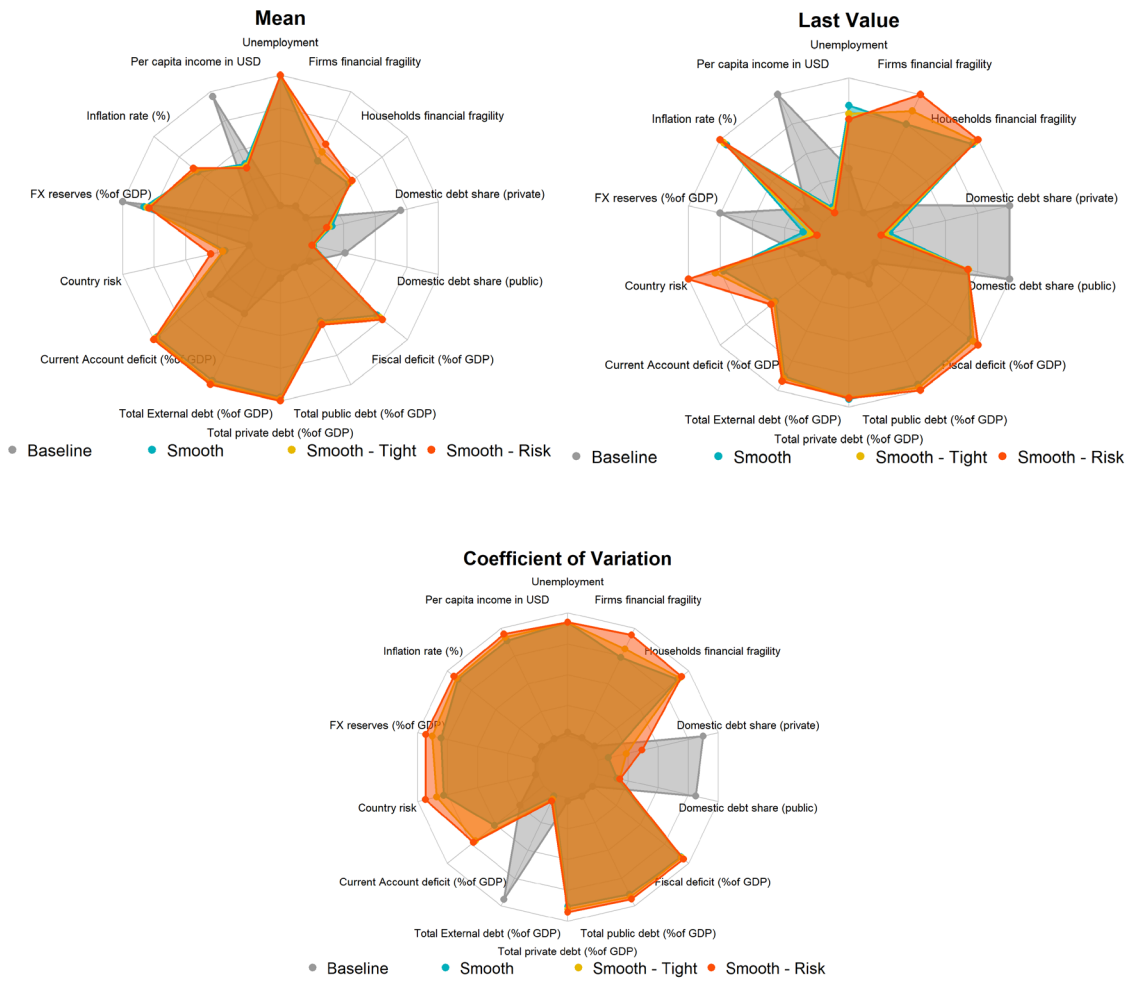 Mean
Unemployment
Per capita income in USD
Firms financial fragility
Inflation rate (%)
Households financial fragility
FX reserves (%of GDP)
Domestic debt share (private)
Country risk
Domestic debt share (public)
Current Account deficit (%of GDP)
Fiscal deficit (%of GDP)
Total External debt (%of GDP)
Total public debt (%of GDP)
Total private debt (%of GDP)
Baseline
Smooth
Smooth - Tight
Smooth - Risk
Last Value
Unemployment
Per capita income in USD
Firms financial fragility
Inflation rate (%)
Households financial fragility
FX reserves (%of GDP)
Domestic debt share (private)
Country risk
Domestic debt share (public)
Current Account deficit (%of GDP)
Fiscal deficit (%of GDP)
Total External debt (%of GDP)
Total public debt (%of GDP)
Total private debt (%of GDP)
Baseline
Smooth
Smooth - Tight
Smooth - Risk
Coefficient of Variation
Unemployment
Per capita income in USD
Firms financial fragility
Inflation rate (%)
Households financial fragility
FX reserves (%of GDP)
Domestic debt share (private)
Country risk
Domestic debt share (public)
Current Account deficit (%of GDP)
Fiscal deficit (%of GDP)
Total External debt (%of GDP)
Total public debt (%of GDP)
Total private debt (%of GDP)
Baseline
Smooth
Smooth - Tight
Smooth - Risk